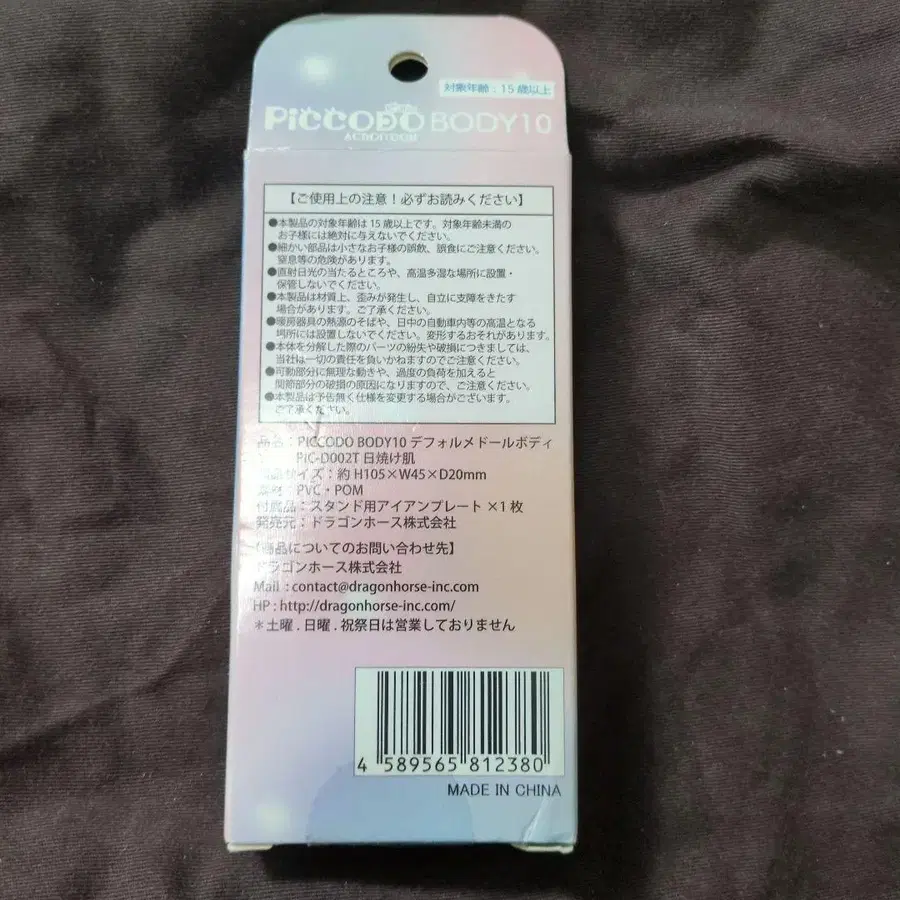 対象年齢：15歳以上
PiCCODO BODY10
ACTION DOLL
【ご使用上の注意！必ずお読みください】
●本製品の対象年齢は15歳以上です。対象年齢未満の
お子様には絶対に与えないでください。
●細かい部品は小さなお子様の誤飲、誤食にご注意ください。
窒息等の危険があります。
●直射日光の当たるところや、高温多湿な場所に設置・
保管しないでください。
●本製品は材質上、歪みが発生し、自立に支障をきたす
場合があります。ご了承ください。
●暖房器具の熱源のそばや、日中の自動車内等の高温となる
場所には設置しないでください。変形するおそれがあります。
●本体を分解した際のパーツの紛失や破損につきましては、
当社は一切の責任を負いかねますのでご注意ください。
●可動部分に無理な動きや、過度の負荷を加えると
関節部分の破損の原因になりますので、ご注意ください。
●本製品は予告無く仕様を変更する場合がございます。
ご了承ください。
品名：PICCODO BODY10 デフォルメドールボディ
PIC-D002T 日焼け肌
サイズ：約 H105×W45×D20mm
素材：PVC・POM
付属品：スタンド用アイアンプレート ×1枚
発売元：ドラゴンホース株式会社
【商品についてのお問い合わせ先】
ドラゴンホース株式会社
Mail : contact@dragonhorse-inc.com
HP : http://dragonhorse-inc.com/
＊土曜 . 日曜 . 祝祭日は営業しておりません
4 589565 812380
MADE IN CHINA